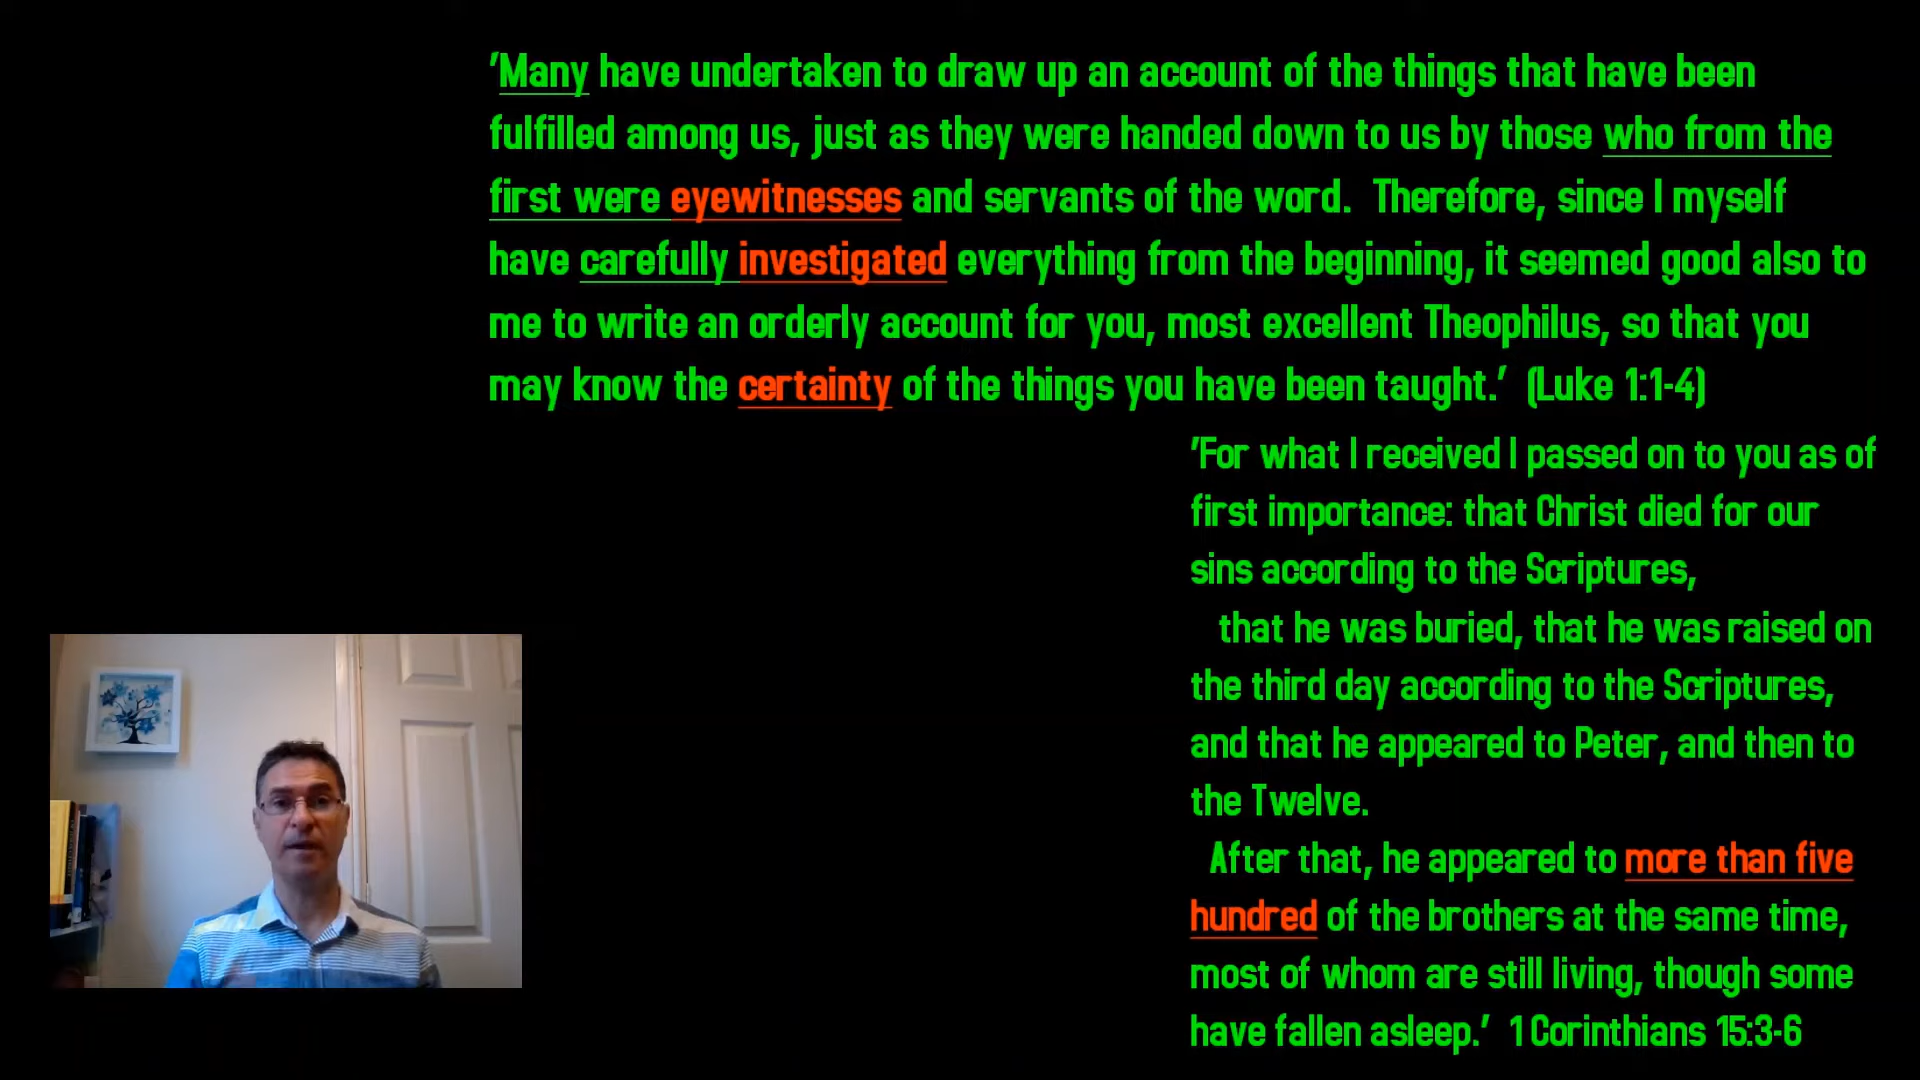 'Many have undertaken to draw up an account of the things that have been
fulfilled among us, just as they were handed down to us by those who from the
first were eyewitnesses and servants of the word.  Therefore, since I myself
have carefully investigated everything from the beginning, it seemed good also to
me to write an orderly account for you, most excellent Theophilus, so that you
may know the certainty of the things you have been taught.'  (Luke 1:1-4)
'For what I received I passed on to you as of
first importance: that Christ died for our
sins according to the Scriptures,
that he was buried, that he was raised on
the third day according to the Scriptures,
and that he appeared to Peter, and then to
the Twelve.
After that, he appeared to more than five
hundred of the brothers at the same time,
most of whom are still living, though some
have fallen asleep.'  1 Corinthians 15:3-6